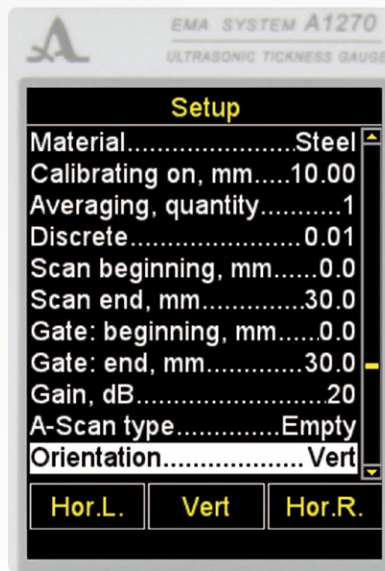 EMA SYSTEM A1270
ULTRASONIC TICKNESS GAUGE
Setup
Material......................Steel
Calibrating on, mm.....10.00
Averaging, quantity...........1
Discrete.......................0.01
Scan beginning, mm......0.0
Scan end, mm..............30.0
Gate: beginning, mm......0.0
Gate: end, mm.............30.0
Gain, dB.........................20
A-Scan type.............Empty
Orientation................... Vert
Hor.L. Vert Hor.R.